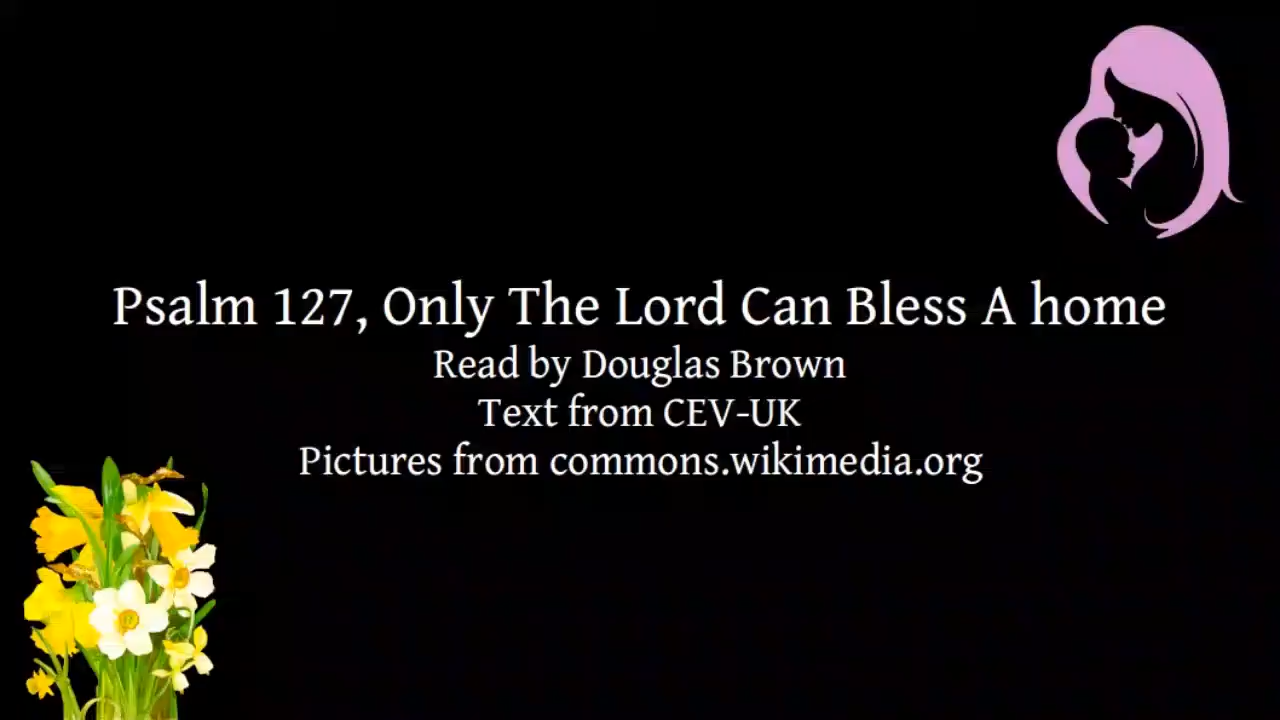 Psalm 127, Only The Lord Can Bless A home
Read by Douglas Brown
Text from CEV-UK
Pictures from commons.wikimedia.org